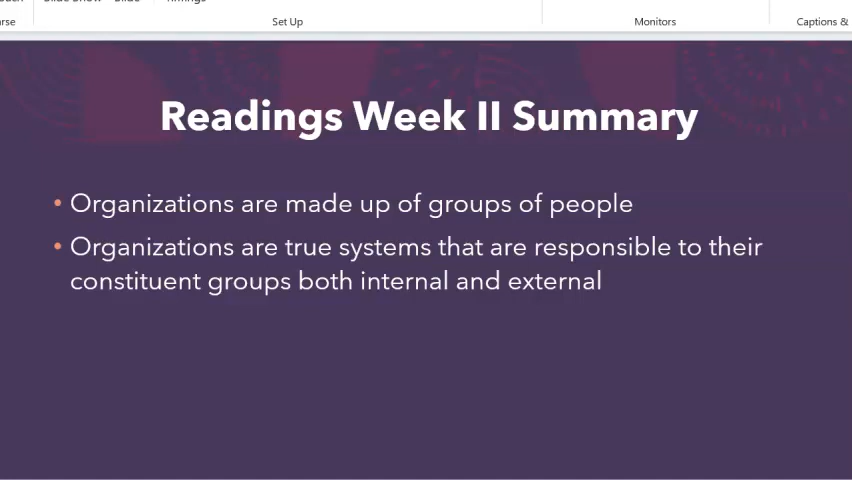 Set Up
Monitors
Captions &
Readings Week II Summary
• Organizations are made up of groups of people
• Organizations are true systems that are responsible to their
constituent groups both internal and external